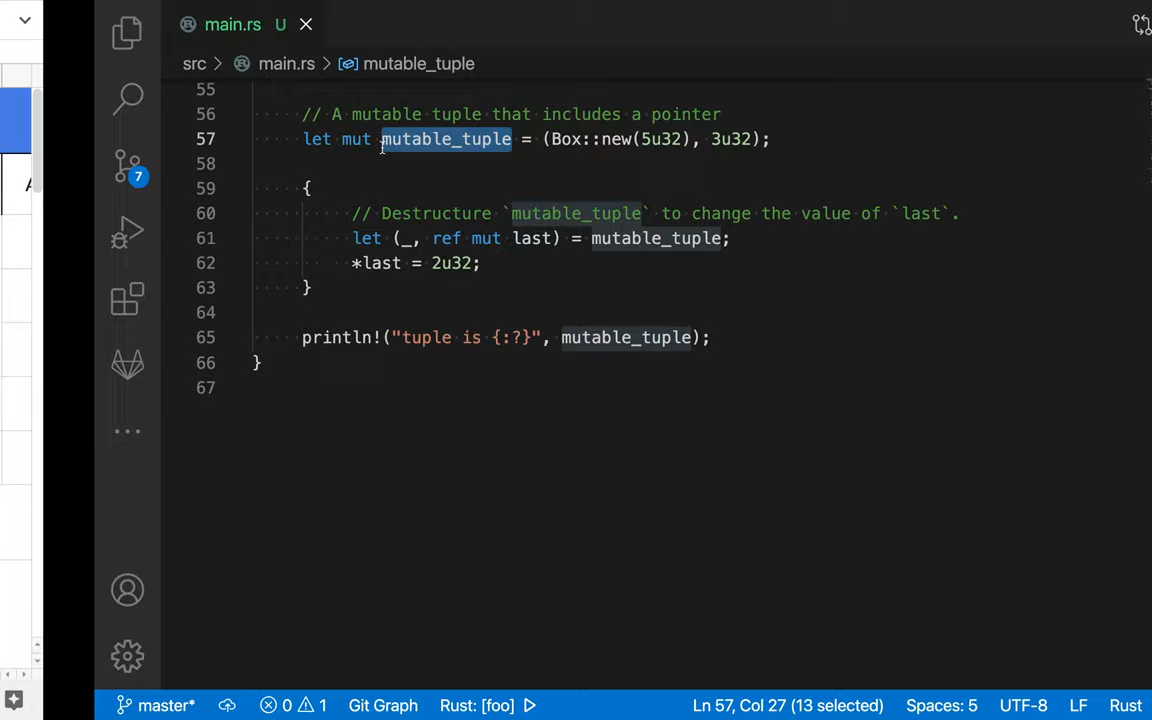 main.rs U
src > main.rs > mutable_tuple
55
56 // A mutable tuple that includes a pointer
57 let mut mutable_tuple = (Box::new(5u32), 3u32);
58
59 {
60 // Destructure `mutable_tuple` to change the value of `last`.
61 let (_, ref mut last) = mutable_tuple;
62 *last = 2u32;
63 }
64
65 println!("tuple is {:?}", mutable_tuple);
66 }
67
7
master* 0 1 Git Graph Rust: [foo] Ln 57, Col 27 (13 selected) Spaces: 5 UTF-8 LF Rust